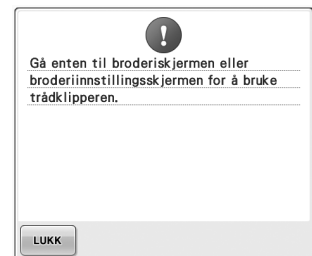 Gå enten til broderiskjermen eller
broderiinnstillingsskjermen for å bruke
trådklipperen.
LUKK